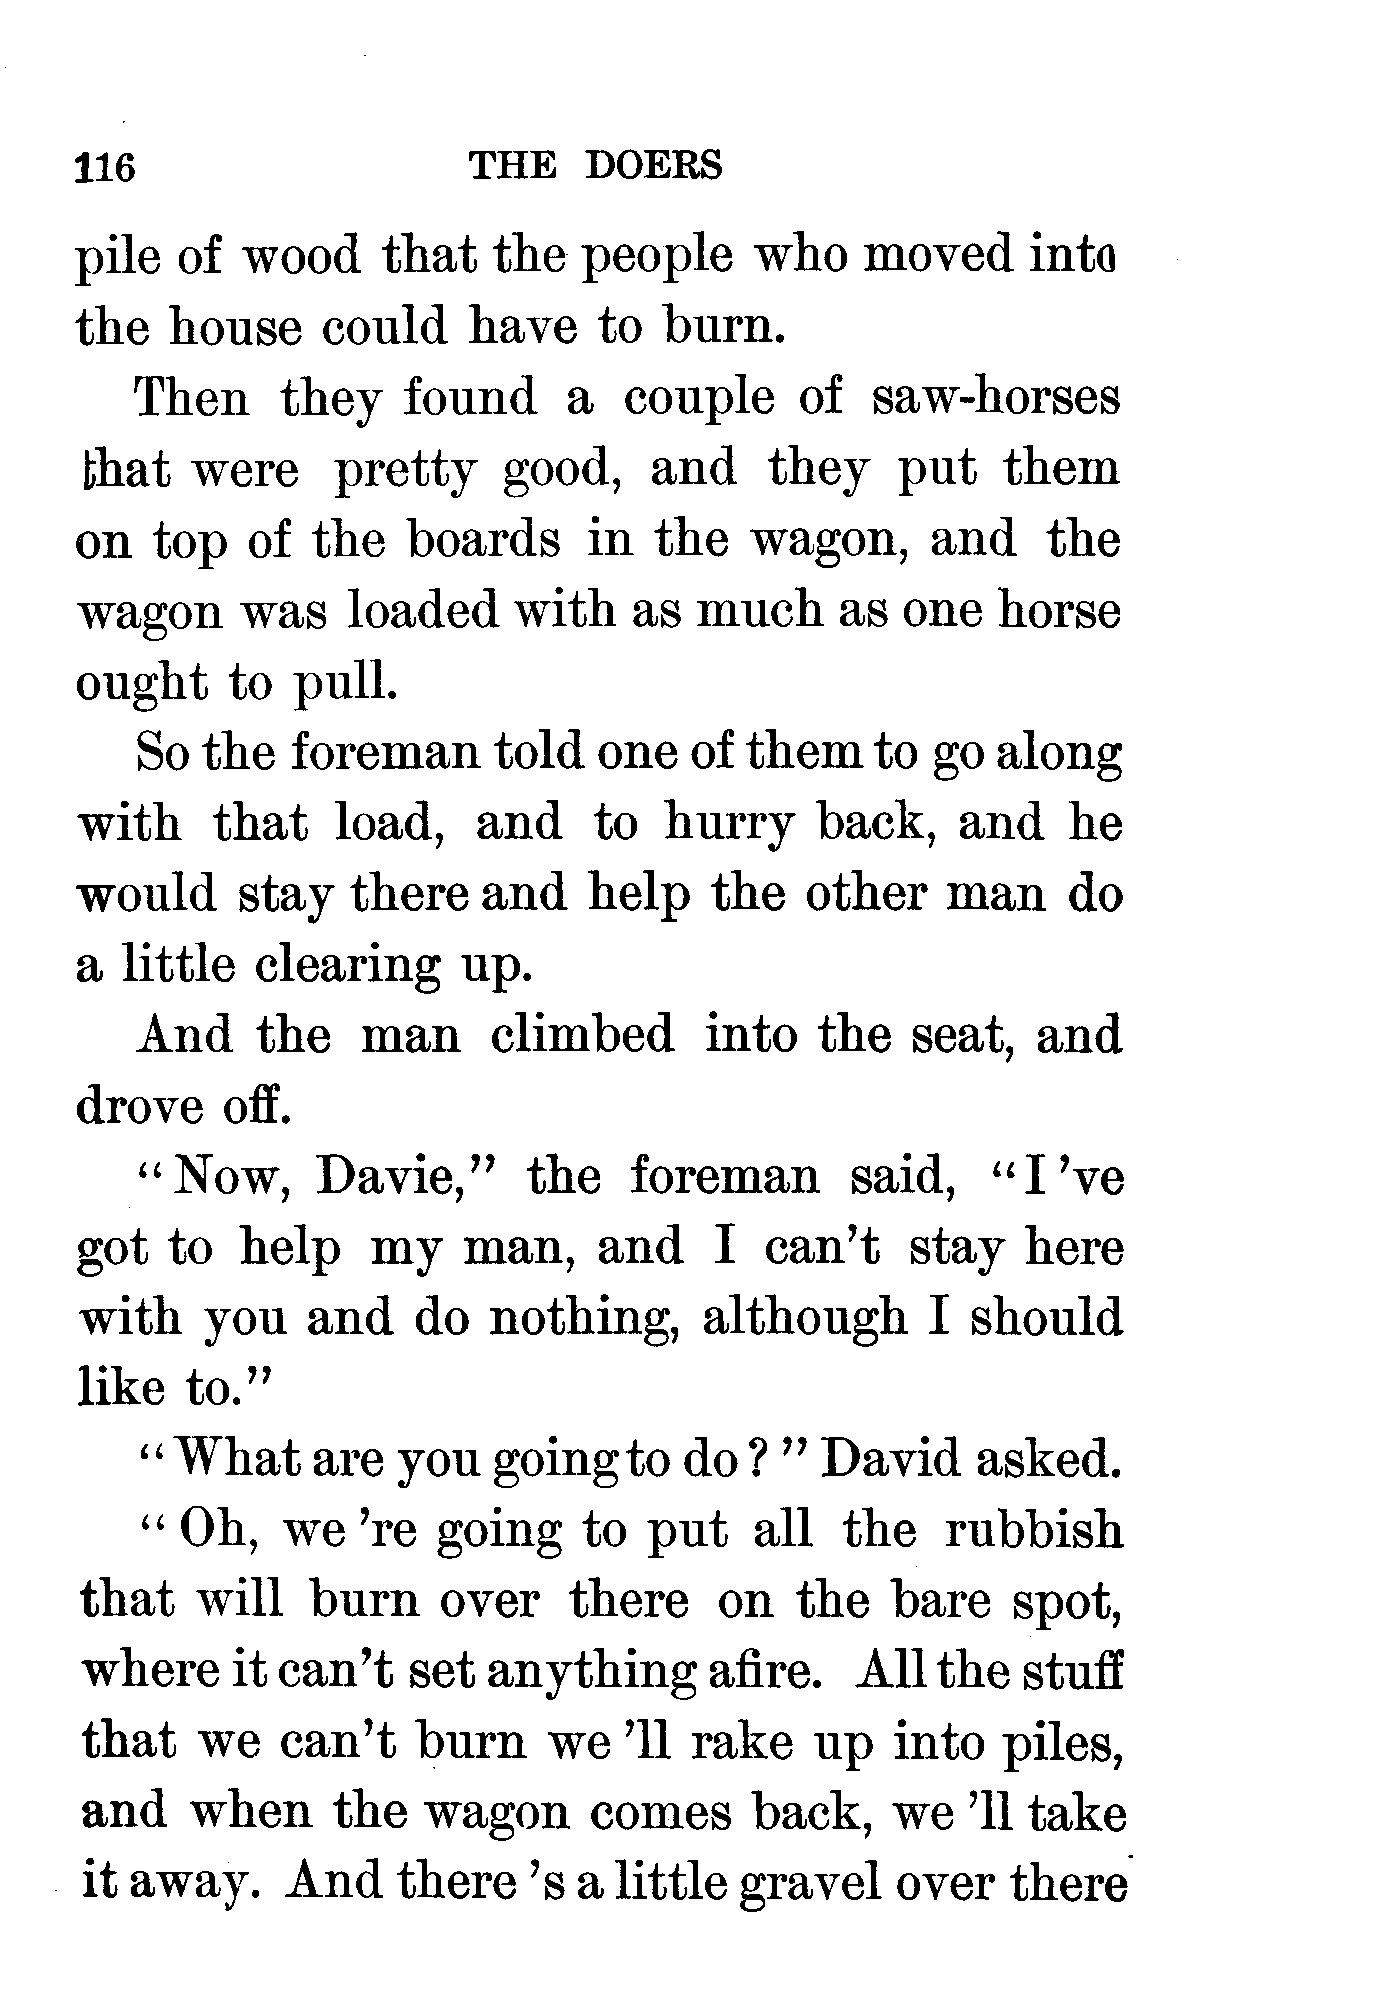 116 THE DOERS
pile of wood that the people who moved into
the house could have to burn.
Then they found a couple of saw-horses
that were pretty good, and they put them
on top of the boards in the wagon, and the
wagon was loaded with as much as one horse
ought to pull.
So the foreman told one of them to go along
with that load, and to hurry back, and he
would stay there and help the other man do
a little clearing up.
And the man climbed into the seat, and
drove off.
"Now, Davie," the foreman said, "I 've
got to help my man, and I can't stay here
with you and do nothing, although I should
like to."
"What are you going to do?" David asked.
"Oh, we 're going to put all the rubbish
that will burn over there on the bare spot,
where it can't set anything afire. All the stuff
that we can't burn we 'll rake up into piles,
and when the wagon comes back, we 'll take
it away. And there 's a little gravel over there